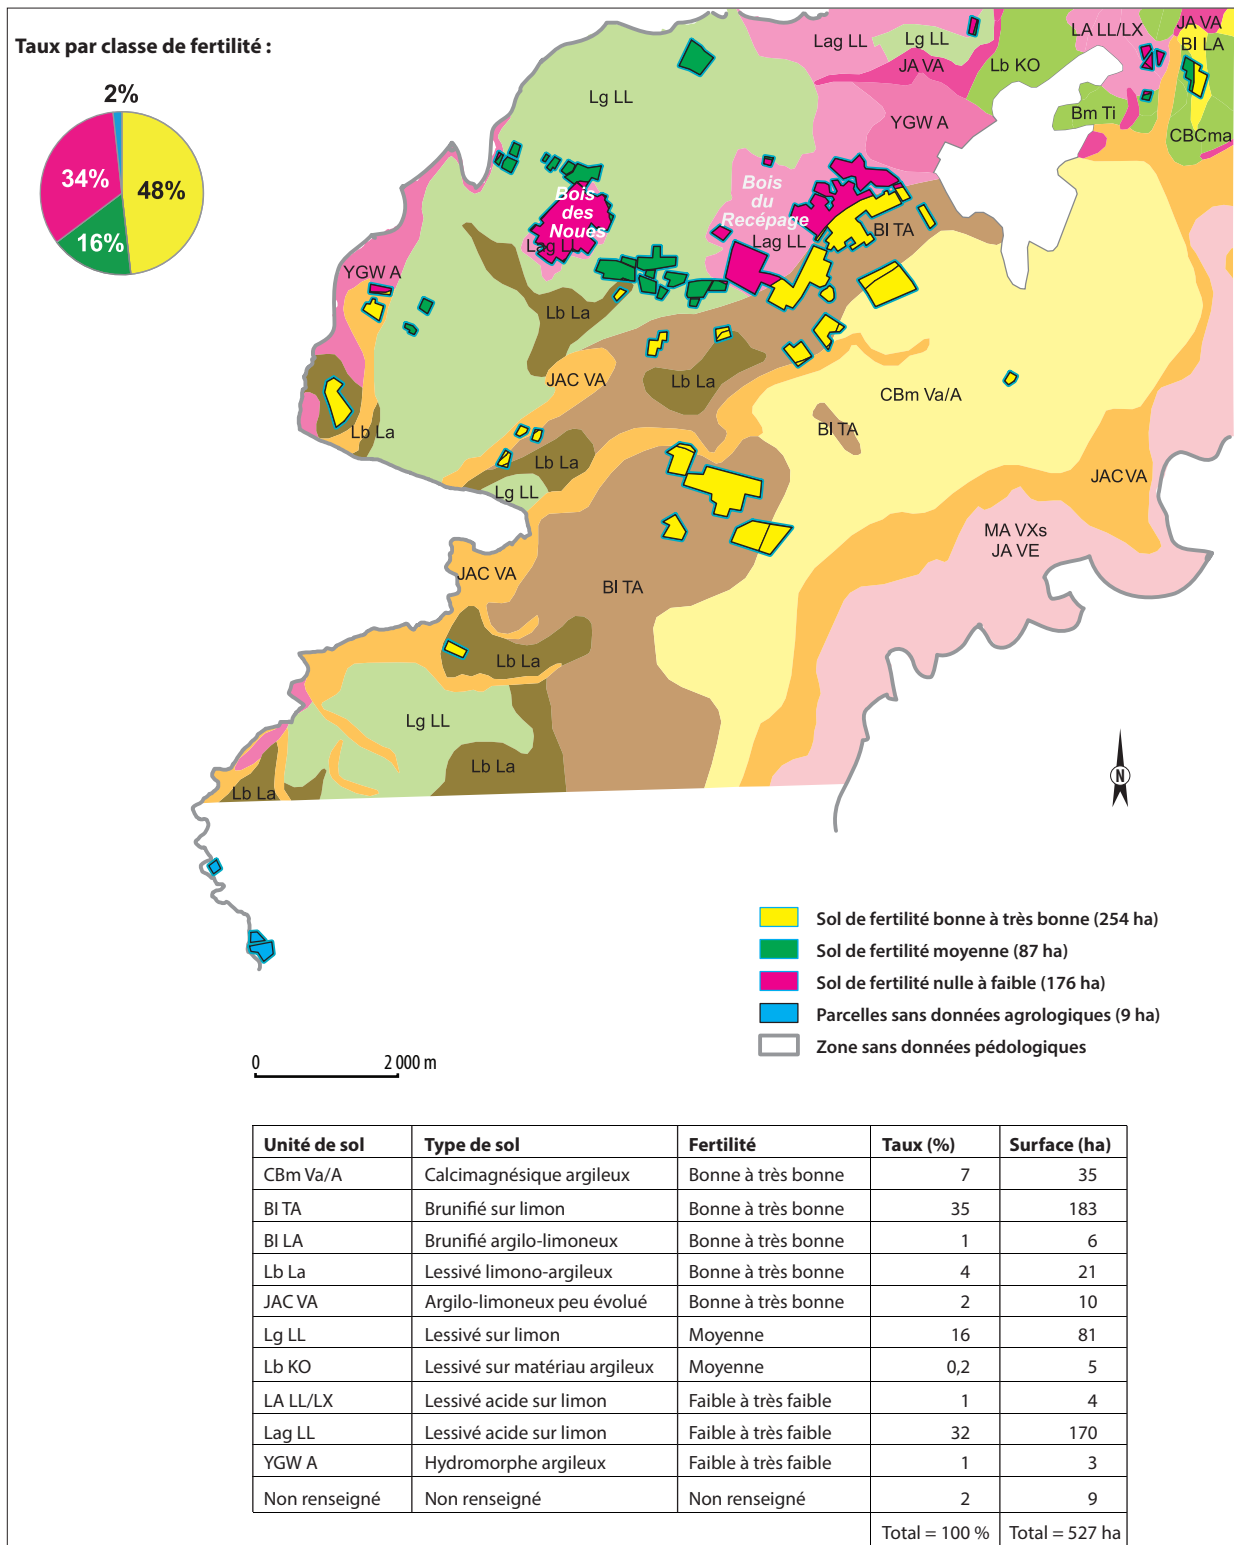 Taux par classe de fertilité :
2%
34%
48%
16%
Lag LL
Lg LL
LA LL/LX
JA VA
BI LA
JA VA
Lb KO
Lg LL
YGW A
Bm Ti
CBCma
Bois
des
Noues
Lag LL
Bois
du
Recépage
Lag LL
BI TA
YGW A
Lb La
JAC VA
Lb La
CBm Va/A
BI TA
Lb La
Lb La
Lg LL
JAC VA
MA VXs
JA VE
JAC VA
BI TA
Lb La
Lg LL
Lb La
Lb La
N
Sol de fertilité bonne à très bonne (254 ha)
Sol de fertilité moyenne (87 ha)
Sol de fertilité nulle à faible (176 ha)
Parcelles sans données agrologiques (9 ha)
Zone sans données pédologiques
0 2 000 m
Unité de sol Type de sol Fertilité Taux (%) Surface (ha)
CBm Va/A Calcimagnésique argileux Bonne à très bonne 7 35
BI TA Brunifié sur limon Bonne à très bonne 35 183
BI LA Brunifié argilo-limoneux Bonne à très bonne 1 6
Lb La Lessivé limono-argileux Bonne à très bonne 4 21
JAC VA Argilo-limoneux peu évolué Bonne à très bonne 2 10
Lg LL Lessivé sur limon Moyenne 16 81
Lb KO Lessivé sur matériau argileux Moyenne 0,2 5
LA LL/LX Lessivé acide sur limon Faible à très faible 1 4
Lag LL Lessivé acide sur limon Faible à très faible 32 170
YGW A Hydromorphe argileux Faible à très faible 1 3
Non renseigné Non renseigné Non renseigné 2 9
Total = 100 % Total = 527 ha